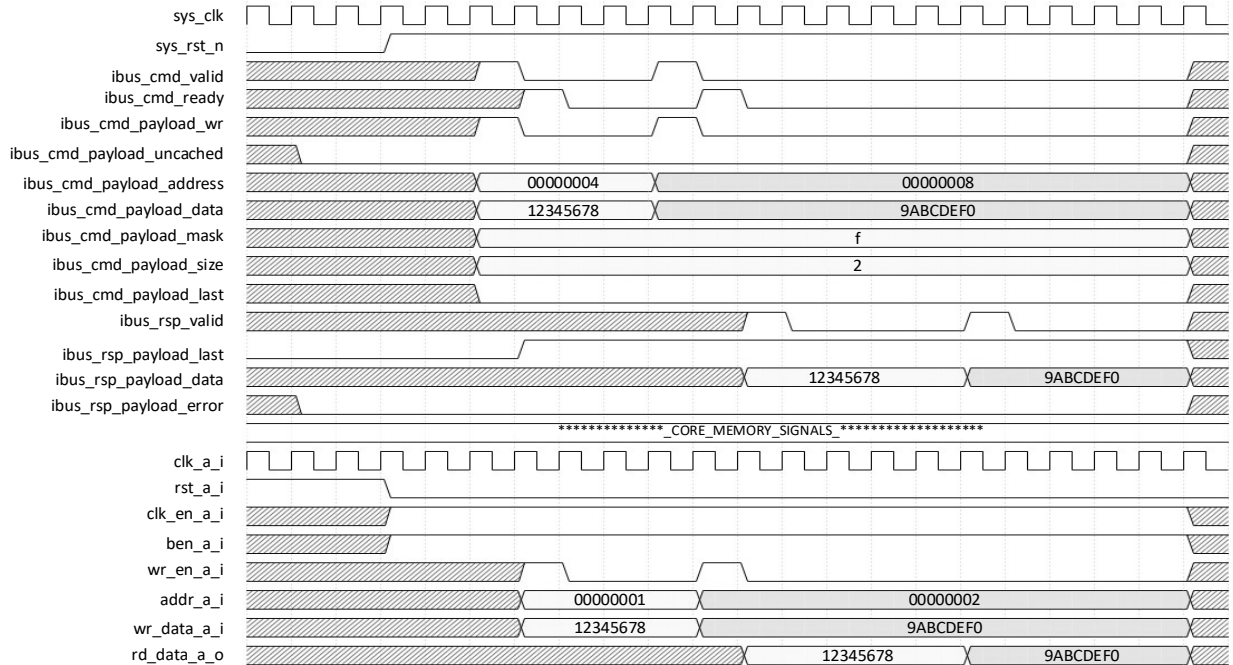 sys_clk
sys_rst_n
ibus_cmd_valid
ibus_cmd_ready
ibus_cmd_payload_wr
ibus_cmd_payload_uncached
ibus_cmd_payload_address 00000004 00000008
ibus_cmd_payload_data 12345678 9ABCDEF0
ibus_cmd_payload_mask f
ibus_cmd_payload_size 2
ibus_cmd_payload_last
ibus_rsp_valid
ibus_rsp_payload_last
ibus_rsp_payload_data 12345678 9ABCDEF0
ibus_rsp_payload_error
**************_CORE_MEMORY_SIGNALS_*******************
clk_a_i
rst_a_i
clk_en_a_i
ben_a_i
wr_en_a_i
addr_a_i 00000001 00000002
wr_data_a_i 12345678 9ABCDEF0
rd_data_a_o 12345678 9ABCDEF0